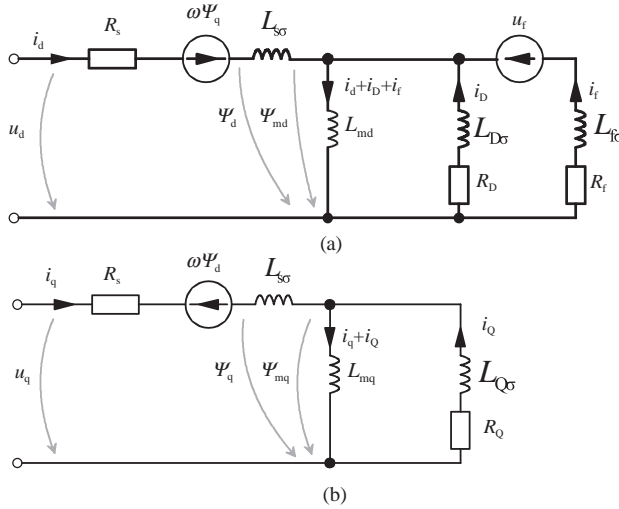 i_d R_s ωΨ_q L_sσ u_f
i_d+i_D+i_f i_D i_f
u_d Ψ_d Ψ_md L_md L_Dσ L_fσ
R_D R_f
(a)
i_q R_s ωΨ_d L_sσ
i_q+i_Q i_Q
u_q Ψ_q Ψ_mq L_mq L_Qσ
R_Q
(b)